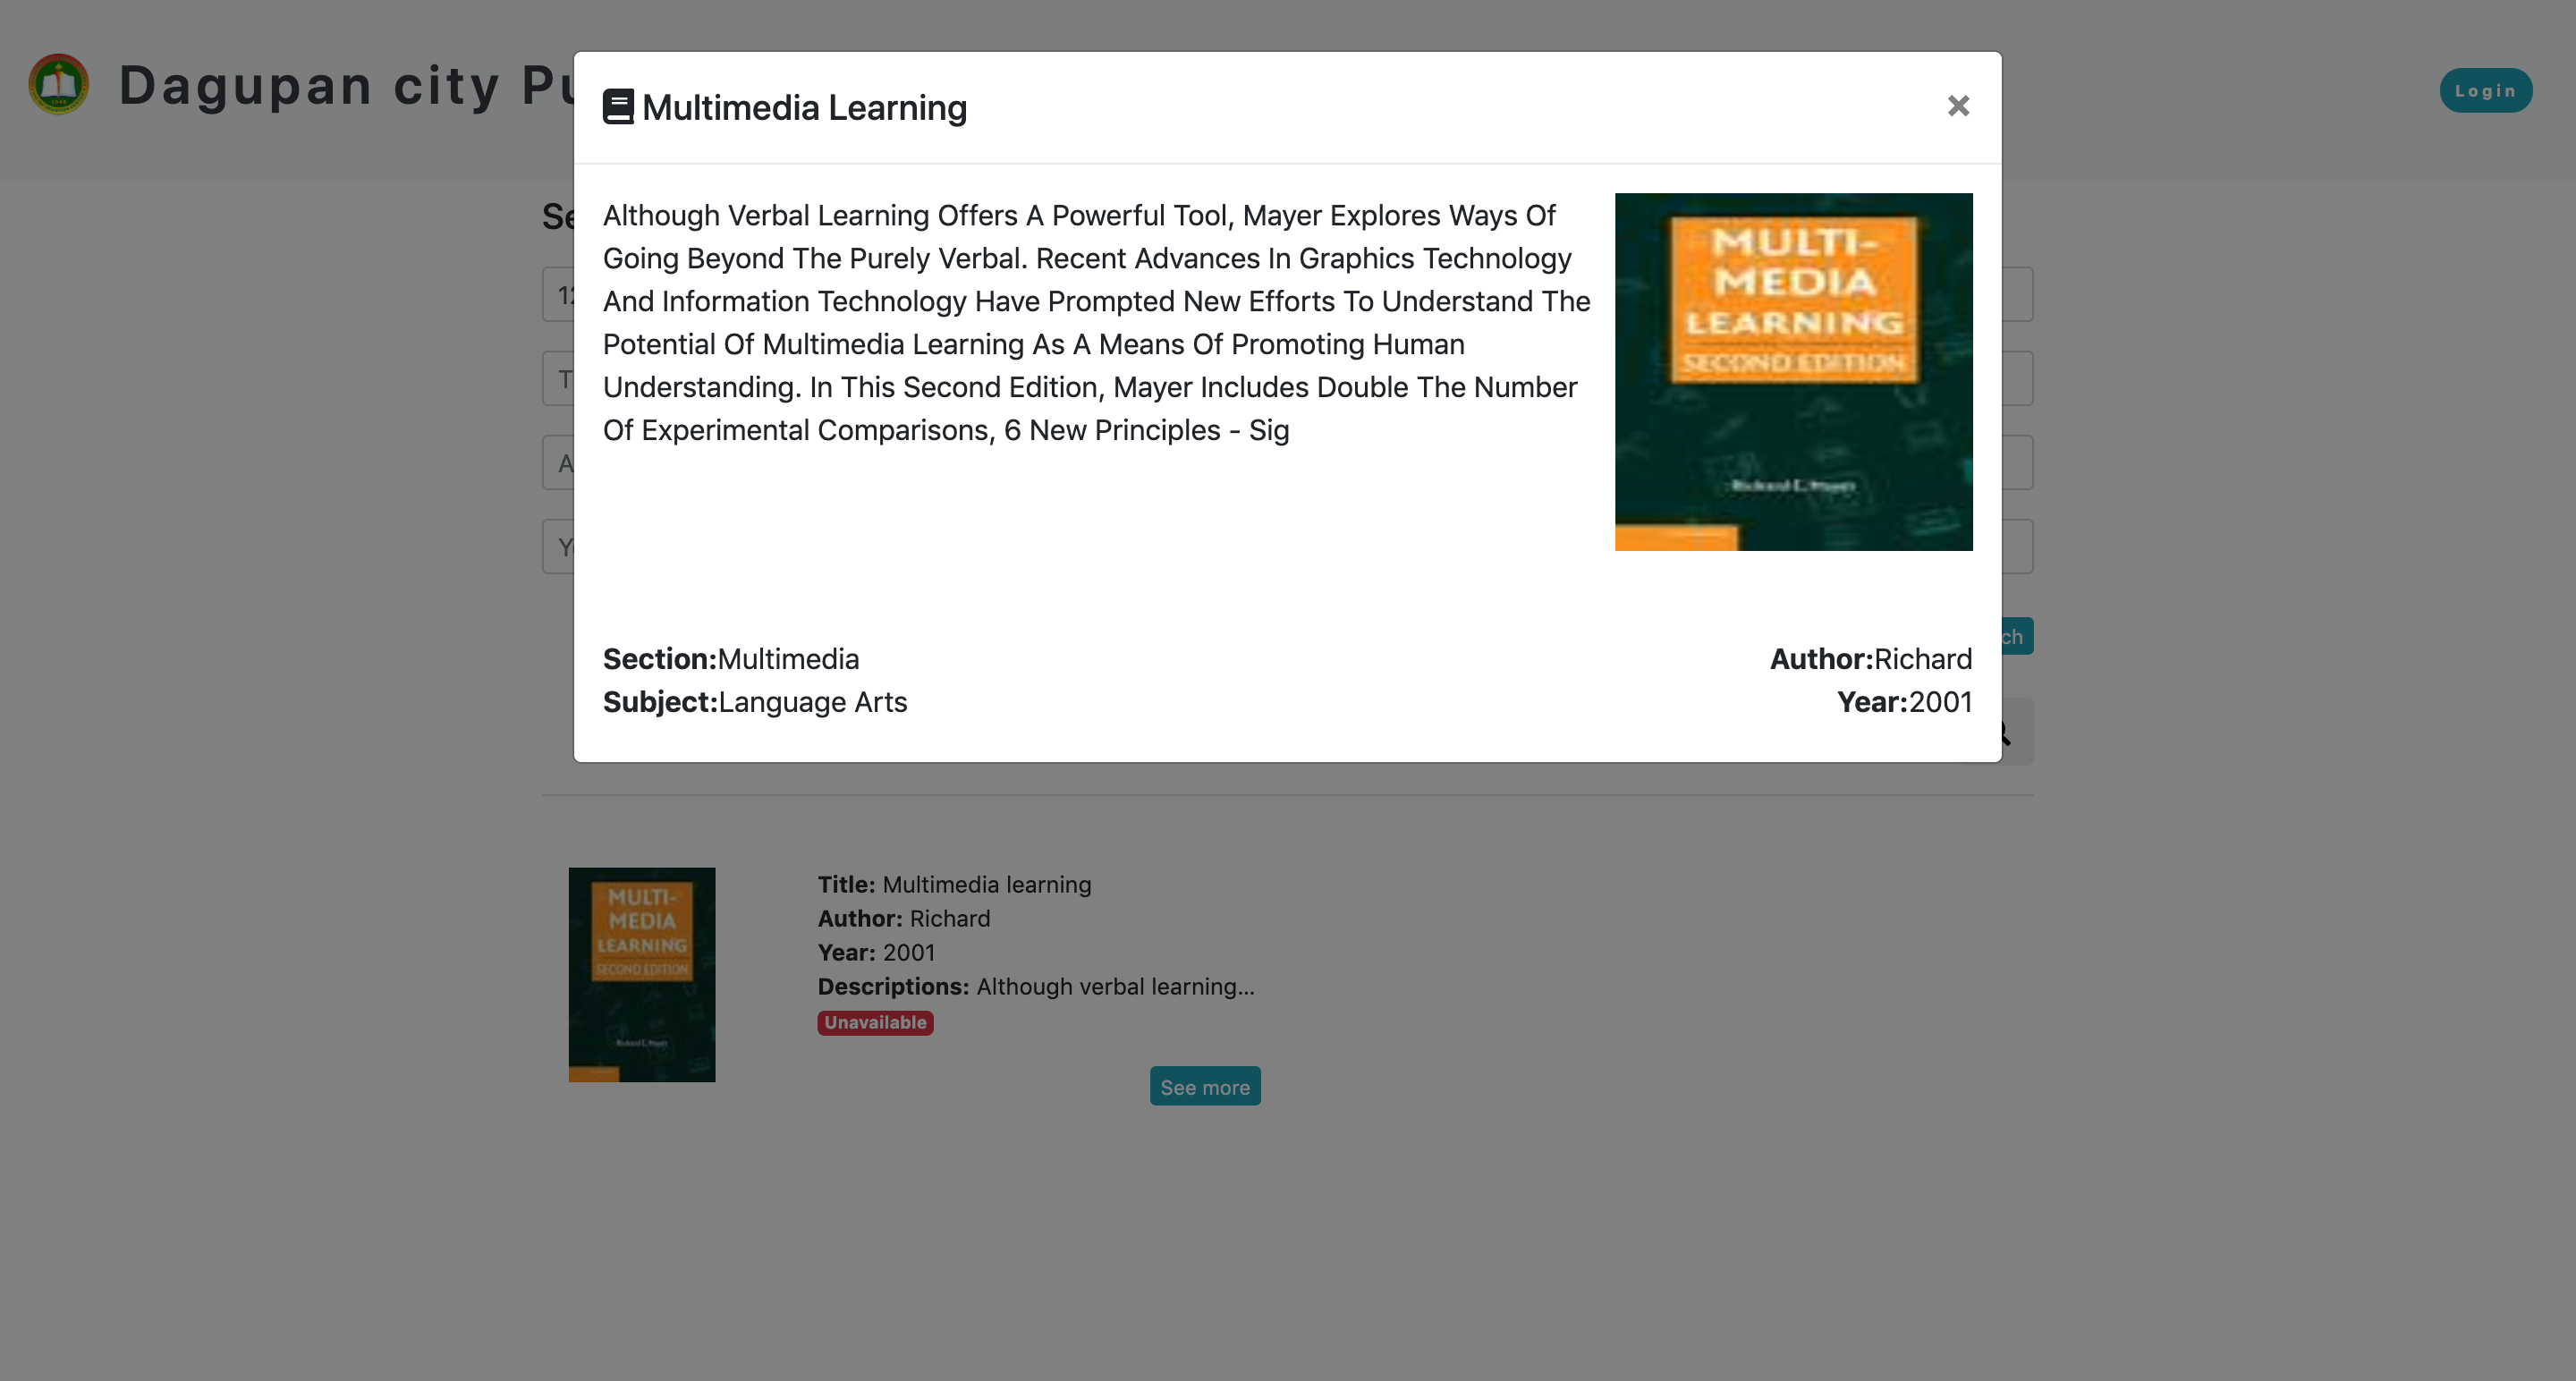 Dagupan city Pu
Login
Multimedia Learning
×
Se
12
Although Verbal Learning Offers A Powerful Tool, Mayer Explores Ways Of
Going Beyond The Purely Verbal. Recent Advances In Graphics Technology
And Information Technology Have Prompted New Efforts To Understand The
Potential Of Multimedia Learning As A Means Of Promoting Human
Understanding. In This Second Edition, Mayer Includes Double The Number
Of Experimental Comparisons, 6 New Principles - Sig
MULTI-
MEDIA
LEARNING
SECOND EDITION
Richard E. Mayer
T
A
Y
ch
Section:Multimedia
Author:Richard
Subject:Language Arts
Year:2001
MULTI-
MEDIA
LEARNING
SECOND EDITION
Richard E. Mayer
Title: Multimedia learning
Author: Richard
Year: 2001
Descriptions: Although verbal learning...
Unavailable
See more